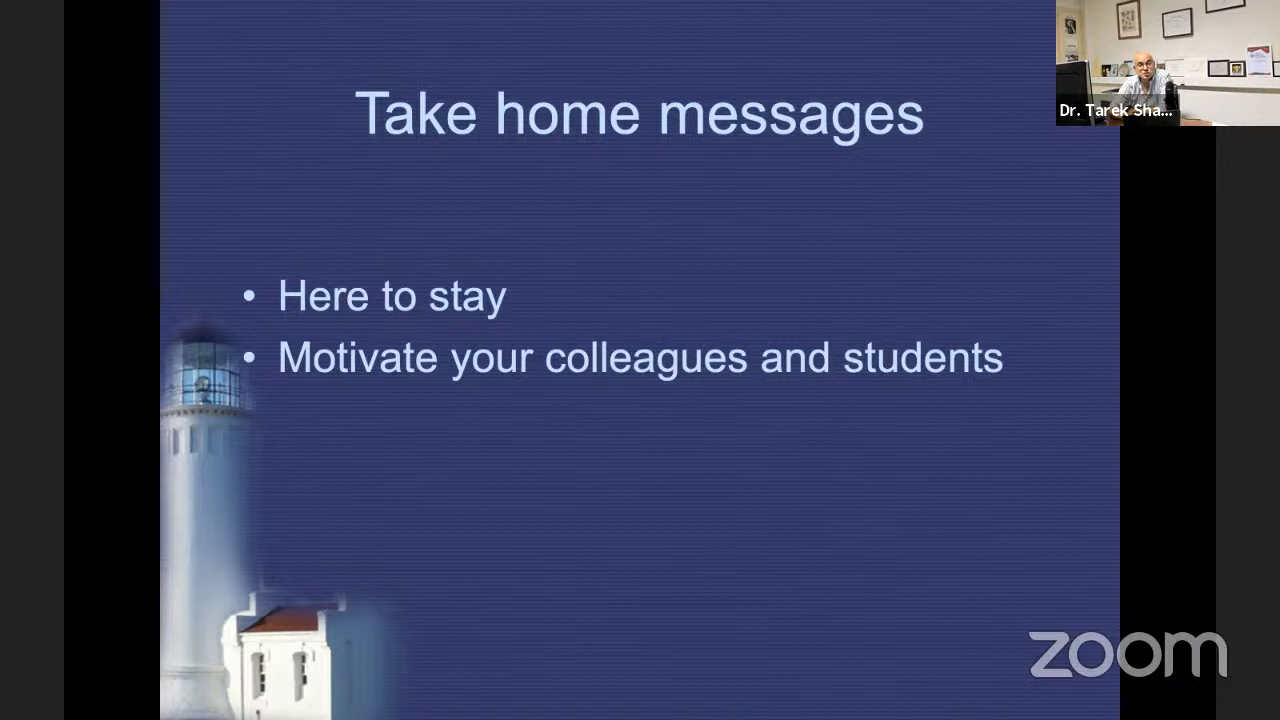 Take home messages
Dr. Tarek Sha...
• Here to stay
• Motivate your colleagues and students
zoom